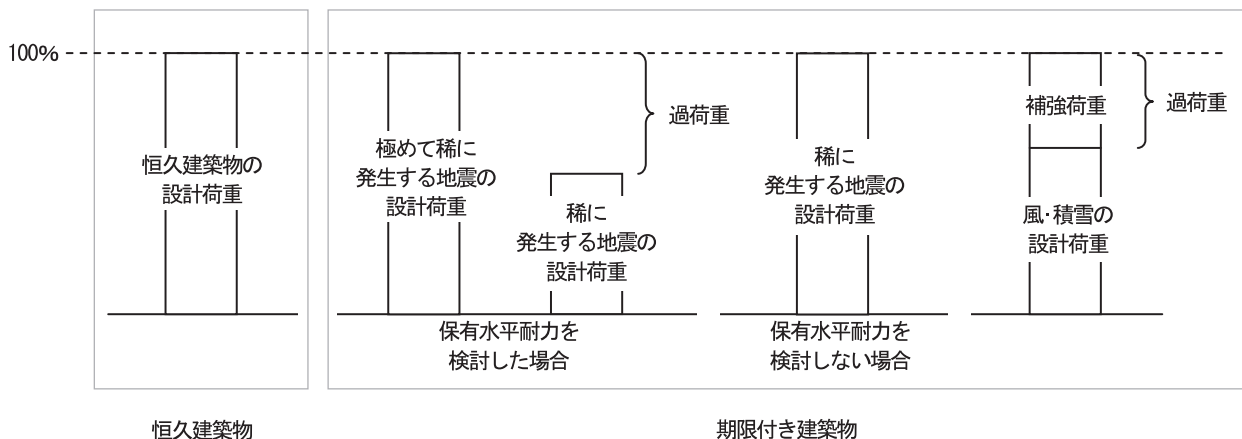 100%
恒久建築物の
設計荷重
極めて稀に
発生する地震の
設計荷重
稀に
発生する地震の
設計荷重
過荷重
保有水平耐力を
検討した場合
稀に
発生する地震の
設計荷重
保有水平耐力を
検討しない場合
補強荷重
過荷重
風・積雪の
設計荷重
恒久建築物
期限付き建築物